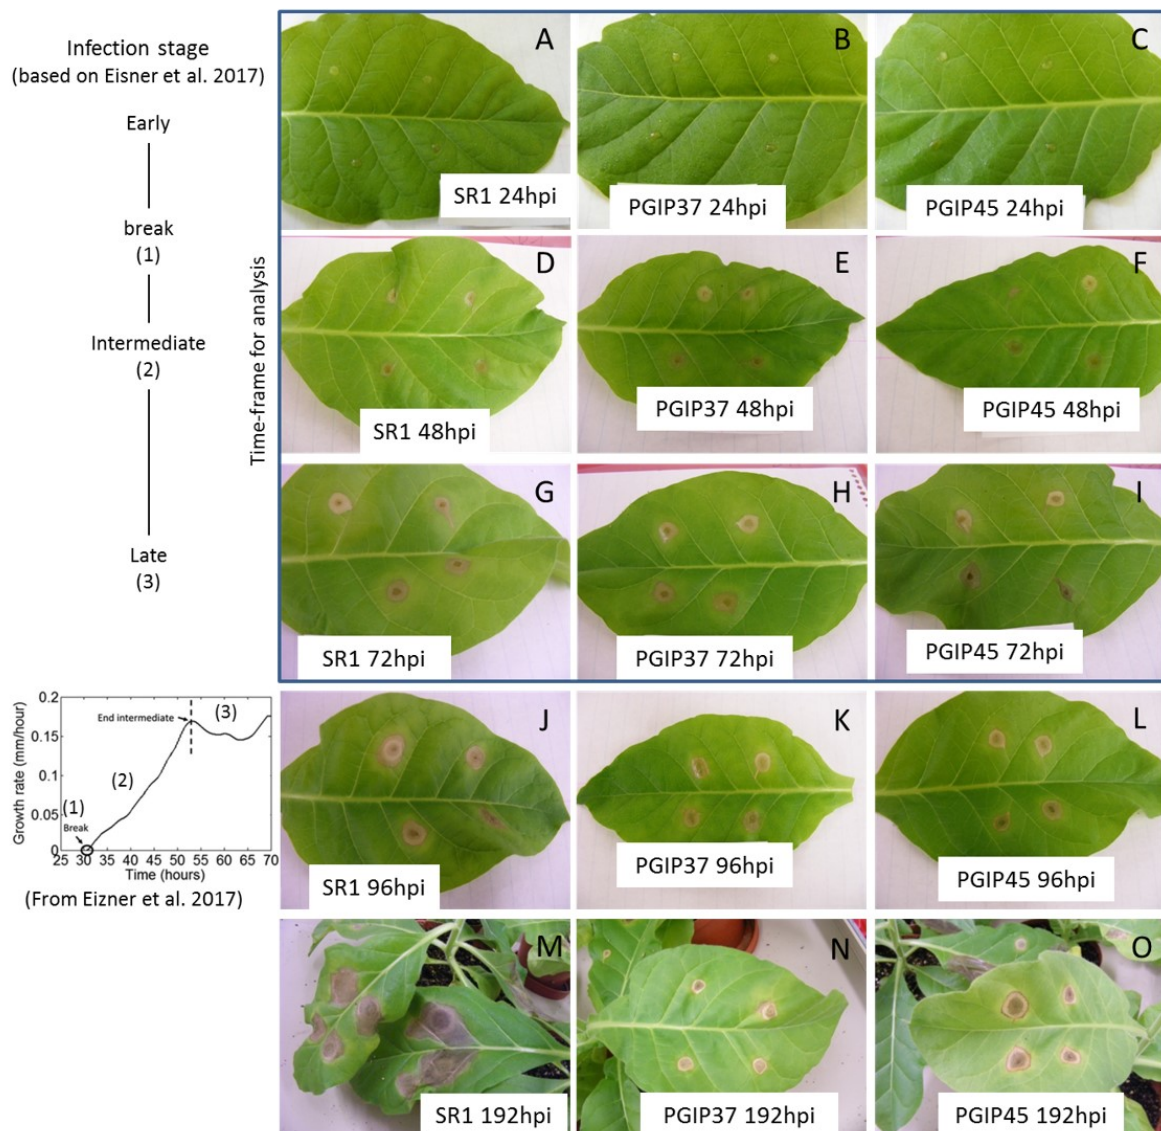 Infection stage
(based on Eisner et al. 2017)
Early
break
(1)
Intermediate
(2)
Late
(3)
Time-frame for analysis
A
SR1 24hpi
B
PGIP37 24hpi
C
PGIP45 24hpi
D
SR1 48hpi
E
PGIP37 48hpi
F
PGIP45 48hpi
G
SR1 72hpi
H
PGIP37 72hpi
I
PGIP45 72hpi
Growth rate (mm/hour)
0.2
0.15
0.1
0.05
0
End intermediate
(3)
(2)
(1)
Break
25 30 35 40 45 50 55 60 65 70
Time (hours)
(From Eizner et al. 2017)
J
SR1 96hpi
K
PGIP37 96hpi
L
PGIP45 96hpi
M
SR1 192hpi
N
PGIP37 192hpi
O
PGIP45 192hpi